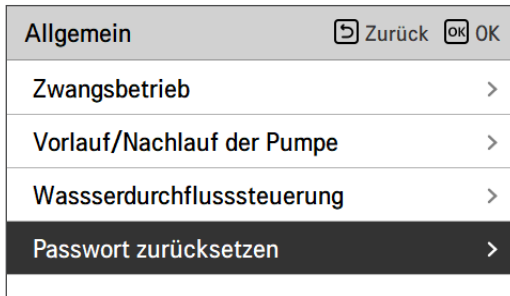 Allgemein Zurück OK OK
Zwangsbetrieb
Vorlauf/Nachlauf der Pumpe
Wassserdurchflusssteuerung
Passwort zurücksetzen